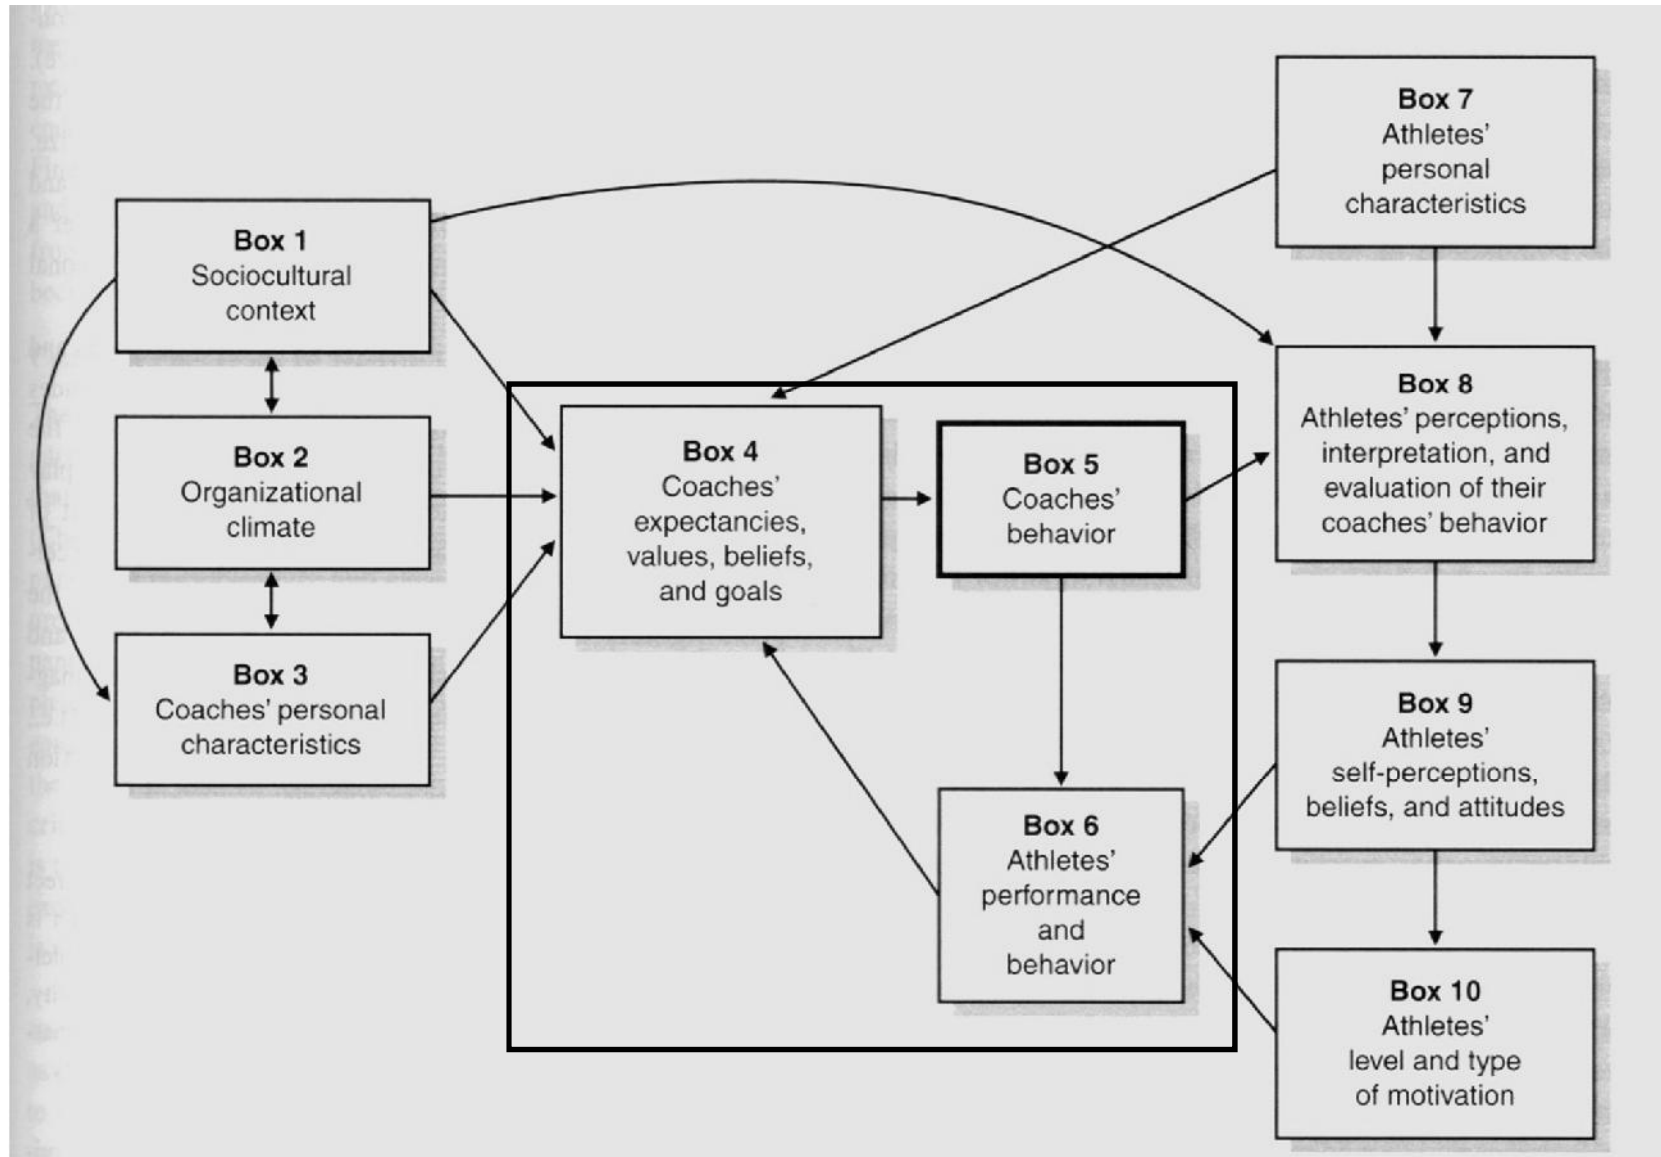 Box 1
Sociocultural
context
Box 2
Organizational
climate
Box 3
Coaches' personal
characteristics
Box 4
Coaches'
expectancies,
values, beliefs,
and goals
Box 5
Coaches'
behavior
Box 6
Athletes'
performance
and
behavior
Box 7
Athletes'
personal
characteristics
Box 8
Athletes' perceptions,
interpretation, and
evaluation of their
coaches' behavior
Box 9
Athletes'
self-perceptions,
beliefs, and attitudes
Box 10
Athletes'
level and type
of motivation